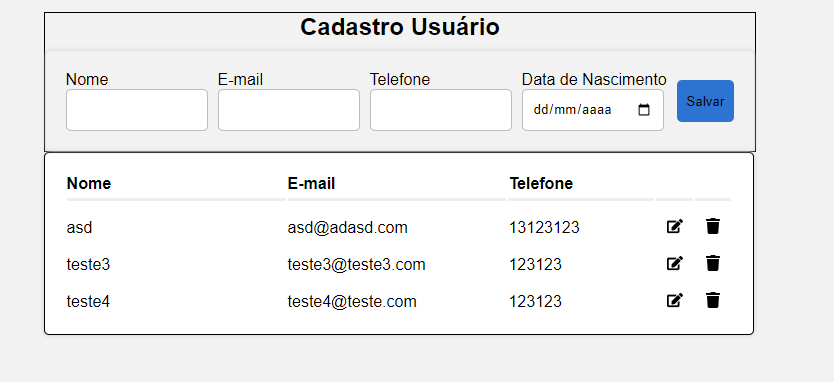 Cadastro Usuário
Nome E-mail Telefone Data de Nascimento
dd/mm/aaaa Salvar
Nome E-mail Telefone
asd asd@adasd.com 13123123
teste3 teste3@teste3.com 123123
teste4 teste4@teste.com 123123